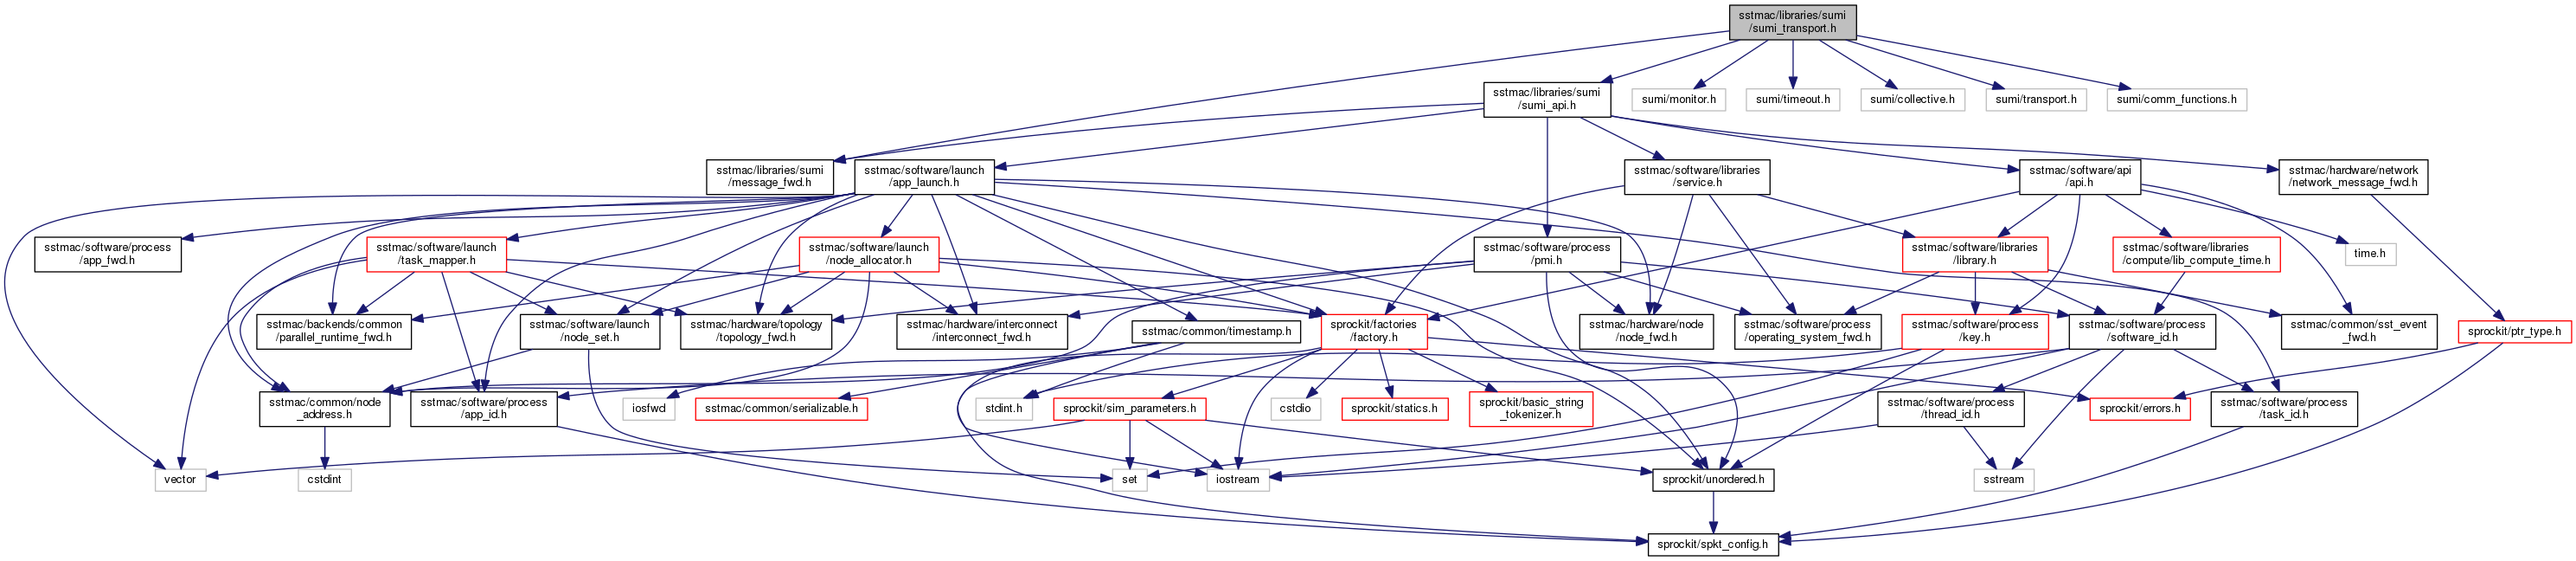 sstmac/libraries/sumi
/sumi_transport.h
sstmac/libraries/sumi
/sumi_api.h
sumi/monitor.h
sumi/timeout.h
sumi/collective.h
sumi/transport.h
sumi/comm_functions.h
sstmac/libraries/sumi
/message_fwd.h
sstmac/software/launch
/app_launch.h
sstmac/software/libraries
/service.h
sstmac/software/api
/api.h
sstmac/hardware/network
/network_message_fwd.h
sstmac/software/process
/app_fwd.h
sstmac/software/launch
/task_mapper.h
sstmac/software/launch
/node_allocator.h
sstmac/software/process
/pmi.h
sstmac/software/libraries
/library.h
sstmac/software/libraries
/compute/lib_compute_time.h
time.h
sstmac/backends/common
/parallel_runtime_fwd.h
sstmac/software/launch
/node_set.h
sstmac/hardware/topology
/topology_fwd.h
sstmac/hardware/interconnect
/interconnect_fwd.h
sstmac/common/timestamp.h
sprockit/factories
/factory.h
sstmac/hardware/node
/node_fwd.h
sstmac/software/process
/operating_system_fwd.h
sstmac/software/process
/key.h
sstmac/software/process
/software_id.h
sstmac/common/sst_event
_fwd.h
sprockit/ptr_type.h
sstmac/common/node
_address.h
sstmac/software/process
/app_id.h
iosfwd
sstmac/common/serializable.h
stdint.h
sprockit/sim_parameters.h
cstdio
sprockit/statics.h
sprockit/basic_string
_tokenizer.h
sstmac/software/process
/thread_id.h
sprockit/errors.h
sstmac/software/process
/task_id.h
vector
cstdint
set
iostream
sprockit/unordered.h
sstream
sprockit/spkt_config.h